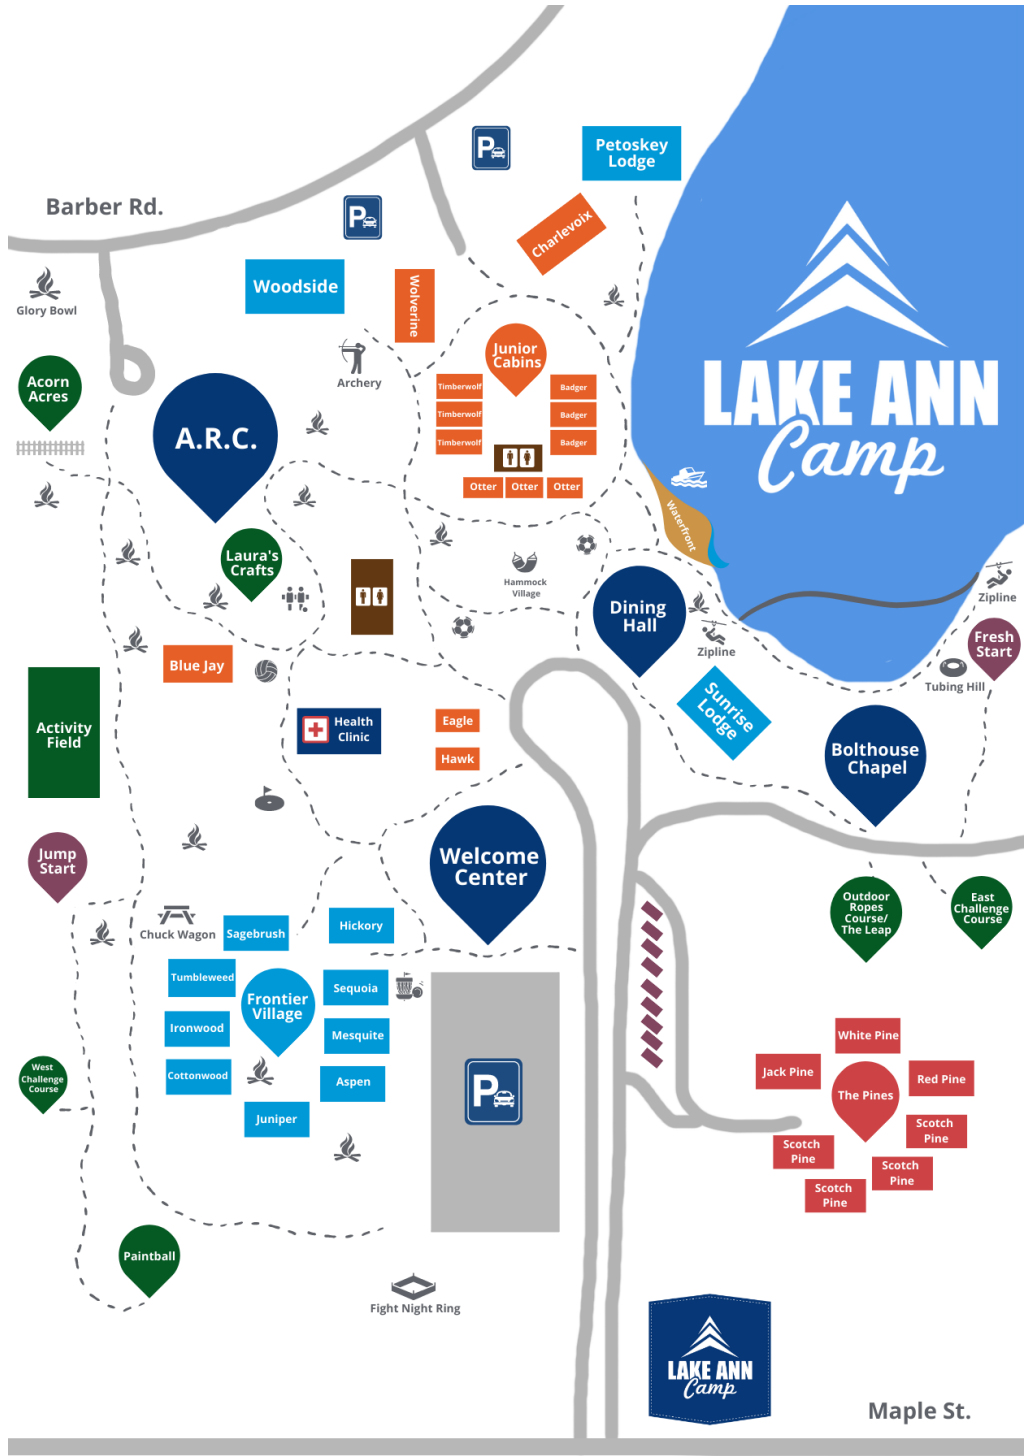 Petoskey
Lodge
P
Barber Rd.
P
Charlevoix
Woodside
Wolverine
Glory Bowl
LAKE ANN
Camp
Junior
Cabins
Archery
Acorn
Acres
Timberwolf
Badger
Timberwolf
Badger
Timberwolf
Badger
A.R.C.
Otter
Otter
Otter
Waterfront
Laura's
Crafts
Hammock
Village
Zipline
Dining
Hall
Fresh
Start
Zipline
Blue Jay
Tubing Hill
Sunrise
Lodge
Activity
Field
Health
Clinic
Eagle
Hawk
Bolthouse
Chapel
Jump
Start
Welcome
Center
Outdoor
Ropes
Course/
The Leap
East
Challenge
Course
Chuck Wagon
Sagebrush
Hickory
Tumbleweed
Sequoia
Frontier
Village
Ironwood
Mesquite
White Pine
Cottonwood
Aspen
Jack Pine
Red Pine
West
Challenge
Course
P
The Pines
Juniper
Scotch
Pine
Scotch
Pine
Scotch
Pine
Scotch
Pine
Paintball
Fight Night Ring
LAKE ANN
Camp
Maple St.